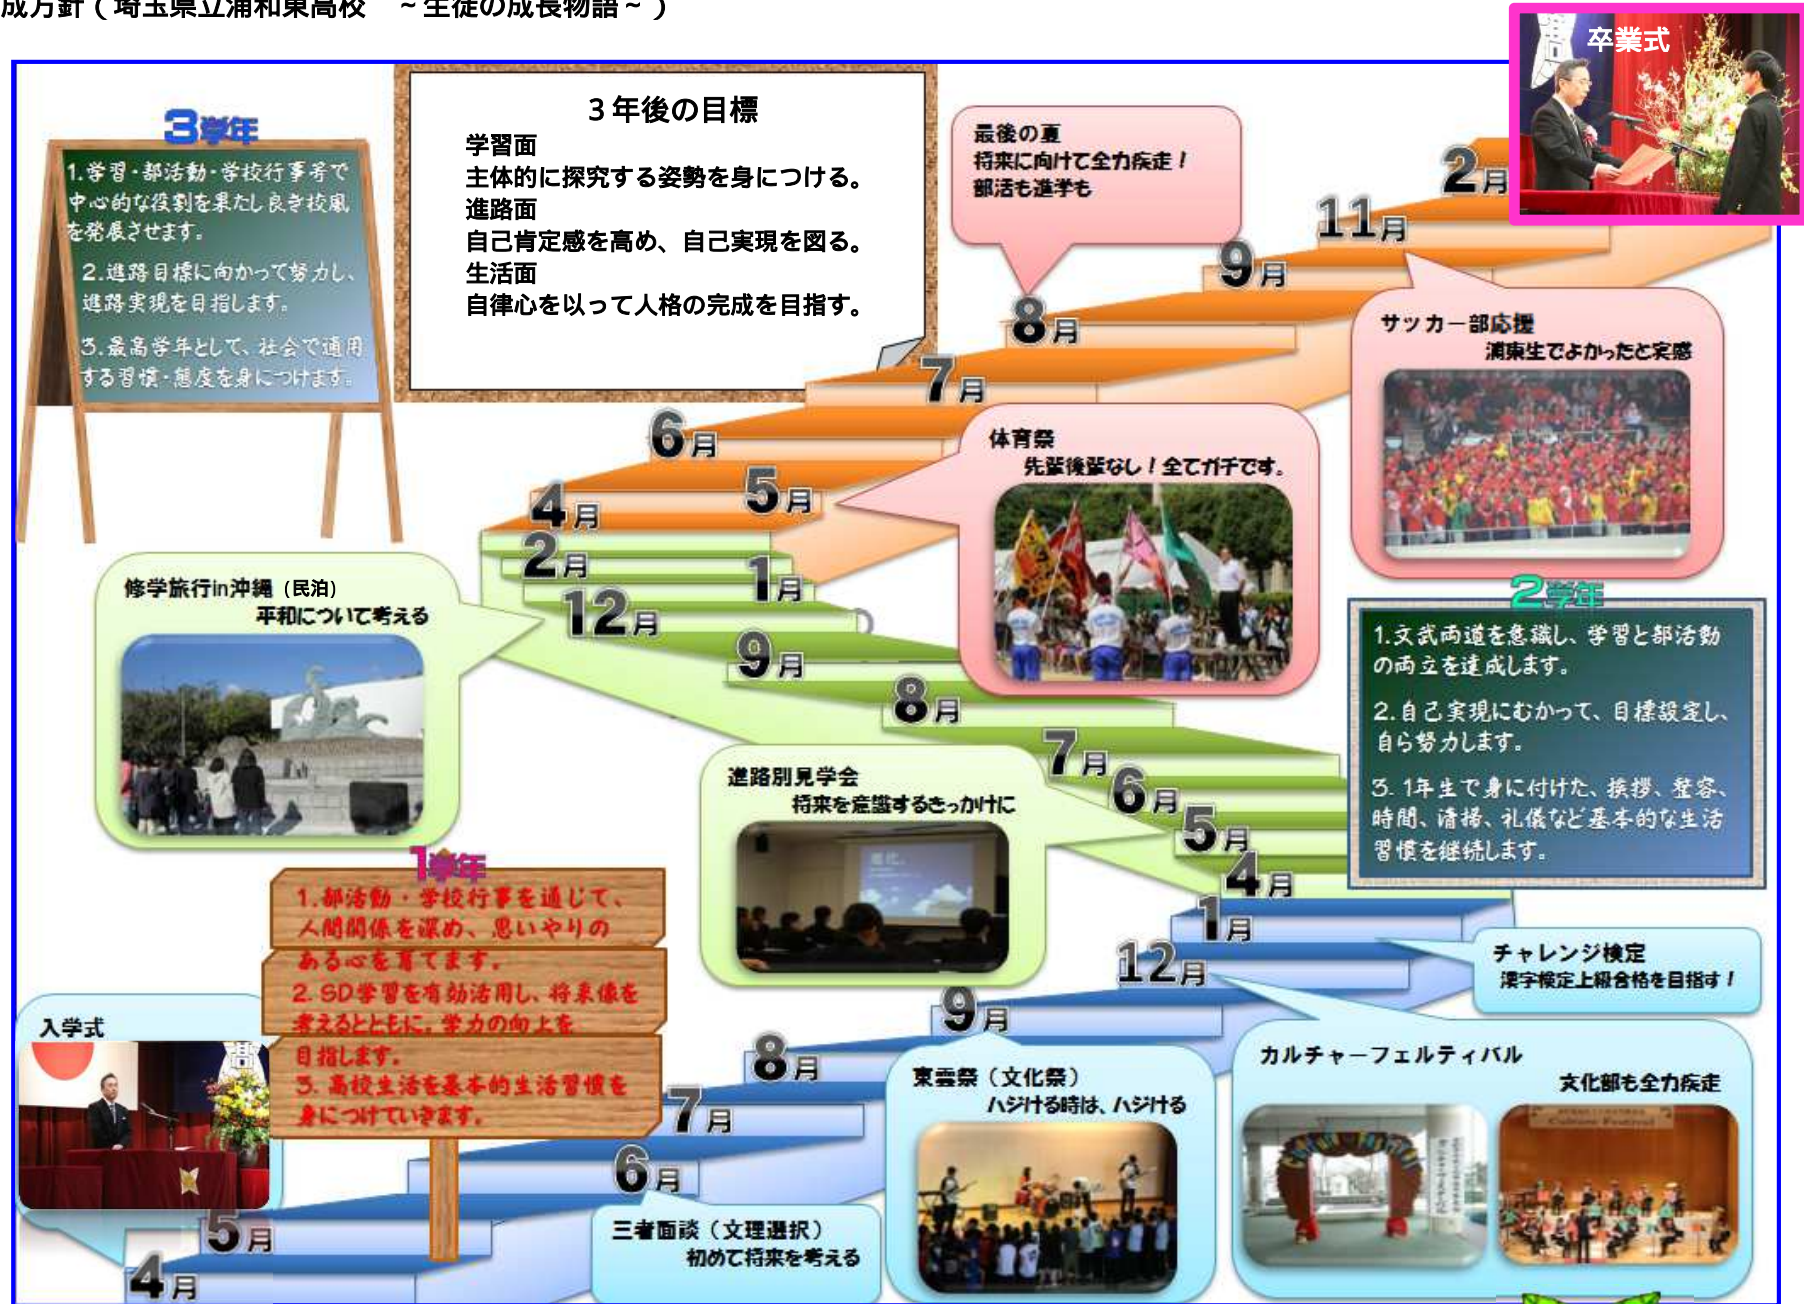 成方針（埼玉県立浦和東高校　～生徒の成長物語～）
卒業式
3学年
1.学習・部活動・学校行事等で
中心的な役割を果たし良き校風
を発展させます。
2.進路目標に向かって努力し、
進路実現を目指します。
3.最高学年として、社会で通用
する習慣・態度を身につけます。
３年後の目標
学習面
主体的に探究する姿勢を身につける。
進路面
自己肯定感を高め、自己実現を図る。
生活面
自律心を以って人格の完成を目指す。
最後の夏
将来に向けて全力疾走！
部活も進学も
2月
11月
9月
8月
7月
6月
5月
4月
サッカー部応援
浦東生でよかったと実感
体育祭
先輩後輩なし！全てガチです。
2月
1月
12月
9月
8月
7月
6月
5月
4月
修学旅行in沖縄（民泊）
平和について考える
2学年
1.文武両道を意識し、学習と部活動
の両立を達成します。
2.自己実現にむかって、目標設定し、
自ら努力します。
3. 1年生で身に付けた、挨拶、整容、
時間、清掃、礼儀など基本的な生活
習慣を継続します。
進路別見学会
将来を意識するきっかけに
1学年
1.部活動・学校行事を通じて、
人間関係を深め、思いやりの
ある心を育てます。
2. SD学習を有効活用し、将来像を
考えるとともに、学力の向上を
目指します。
3. 高校生活を基本的生活習慣を
身につけていきます。
1月
12月
9月
8月
7月
6月
5月
4月
チャレンジ検定
漢字検定上級合格を目指す！
カルチャーフェルティバル
文化部も全力疾走
Culture Festival
東雲祭（文化祭）
ハジける時は、ハジける
三者面談（文理選択）
初めて将来を考える
入学式